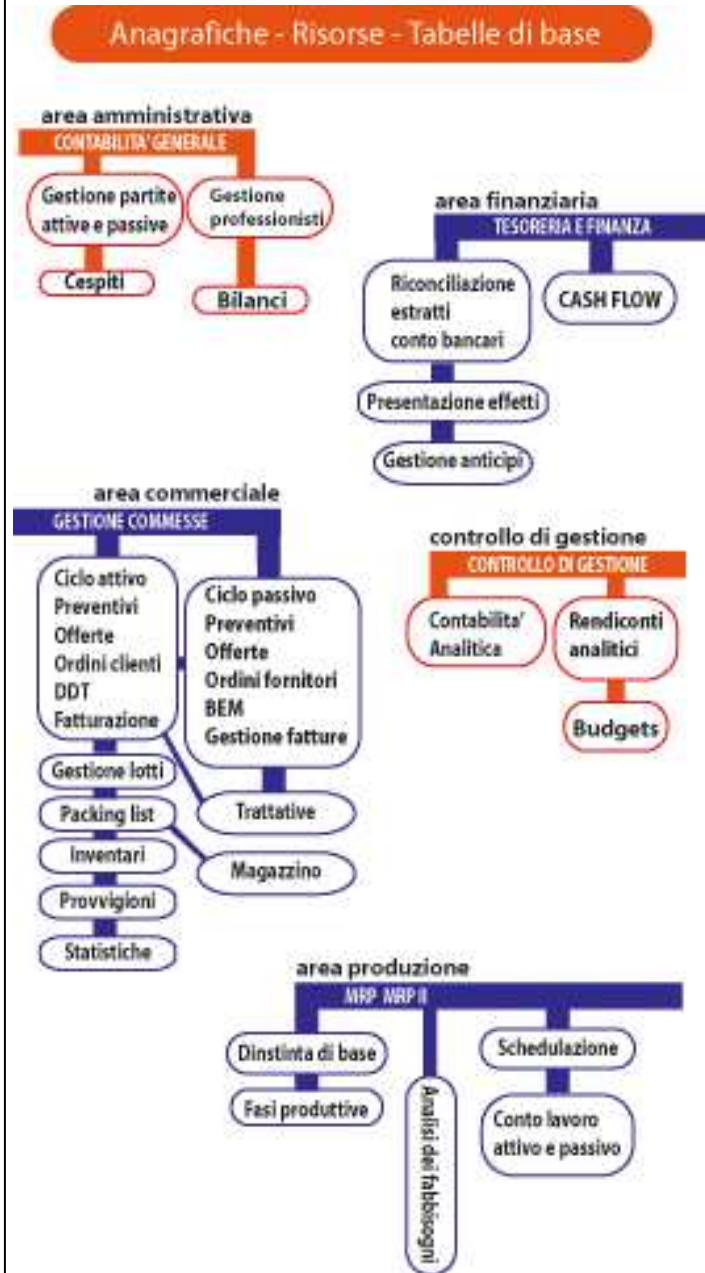 Anagrafiche - Risorse - Tabelle di base
area amministrativa
CONTABILITA' GENERALE
Gestione partite
attive e passive
Gestione
professionisti
Cespiti
Bilanci
area finanziaria
TESORERIA E FINANZA
Riconciliazione
estratti
conto bancari
CASH FLOW
Presentazione effetti
Gestione anticipi
area commerciale
GESTIONE COMMESSE
Ciclo attivo
Preventivi
Offerte
Ordini clienti
DDT
Fatturazione
Ciclo passivo
Preventivi
Offerte
Ordini fornitori
BEM
Gestione fatture
Gestione lotti
Packing list
Inventari
Provvigioni
Statistiche
Trattative
Magazzino
controllo di gestione
CONTROLLO DI GESTIONE
Contabilita'
Analitica
Rendiconti
analitici
Budgets
area produzione
MRP MRP II
Dinstinta di base
Fasi produttive
Analisi dei fabbisogni
Schedulazione
Conto lavoro
attivo e passivo